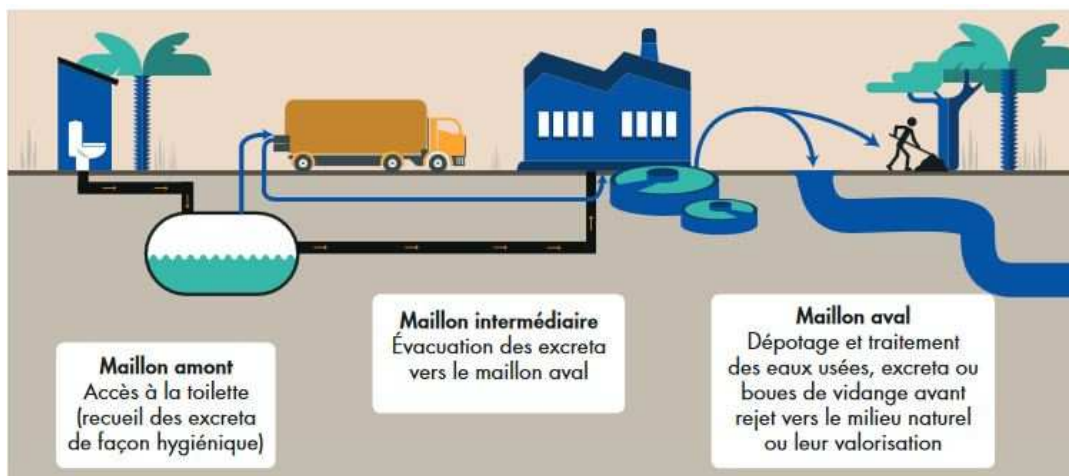 Maillon amont
Accès à la toilette
(recueil des excreta
de façon hygiénique)
Maillon intermédiaire
Évacuation des excreta
vers le maillon aval
Maillon aval
Dépotage et traitement
des eaux usées, excreta ou
boues de vidange avant
rejet vers le milieu naturel
ou leur valorisation